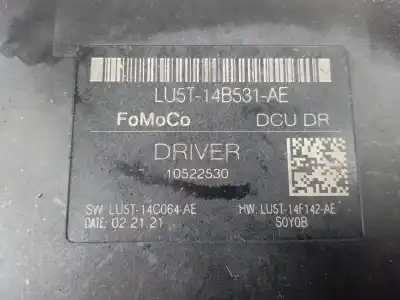 LU5T-14B531-AE
FoMoCo DCU DR
DRIVER
10522530
SW: LU5T-14C064-AE HW: LU5T-14F142-AE
DATE: 02.21.21 S0Y0B